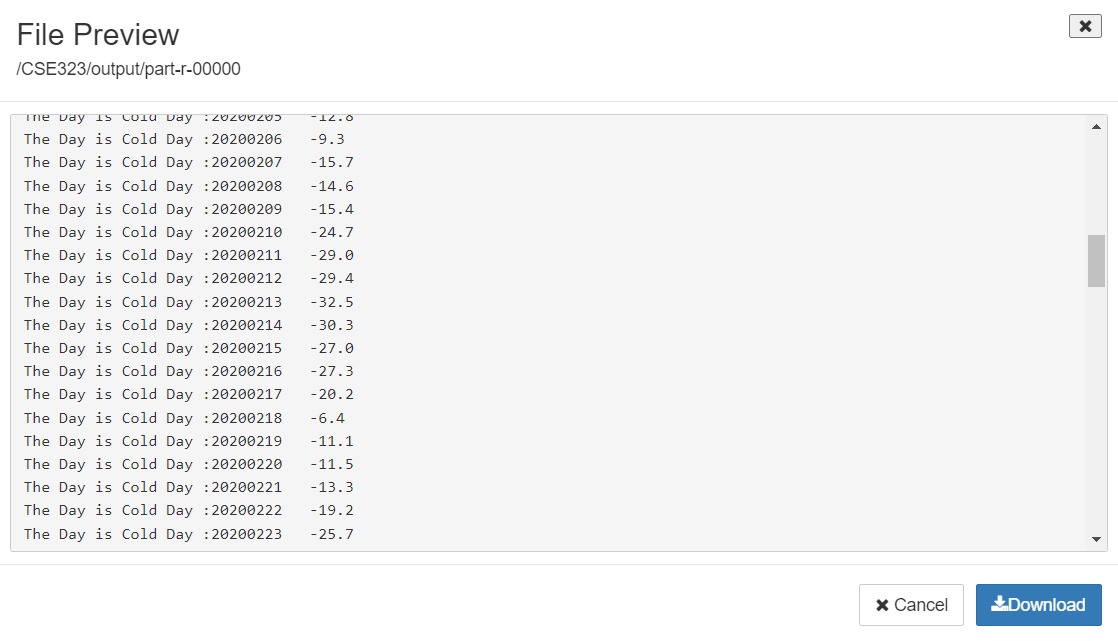 File Preview
/CSE323/output/part-r-00000
The Day is Cold Day :20200205 -12.8
The Day is Cold Day :20200206 -9.3
The Day is Cold Day :20200207 -15.7
The Day is Cold Day :20200208 -14.6
The Day is Cold Day :20200209 -15.4
The Day is Cold Day :20200210 -24.7
The Day is Cold Day :20200211 -29.0
The Day is Cold Day :20200212 -29.4
The Day is Cold Day :20200213 -32.5
The Day is Cold Day :20200214 -30.3
The Day is Cold Day :20200215 -27.0
The Day is Cold Day :20200216 -27.3
The Day is Cold Day :20200217 -20.2
The Day is Cold Day :20200218 -6.4
The Day is Cold Day :20200219 -11.1
The Day is Cold Day :20200220 -11.5
The Day is Cold Day :20200221 -13.3
The Day is Cold Day :20200222 -19.2
The Day is Cold Day :20200223 -25.7
Cancel Download